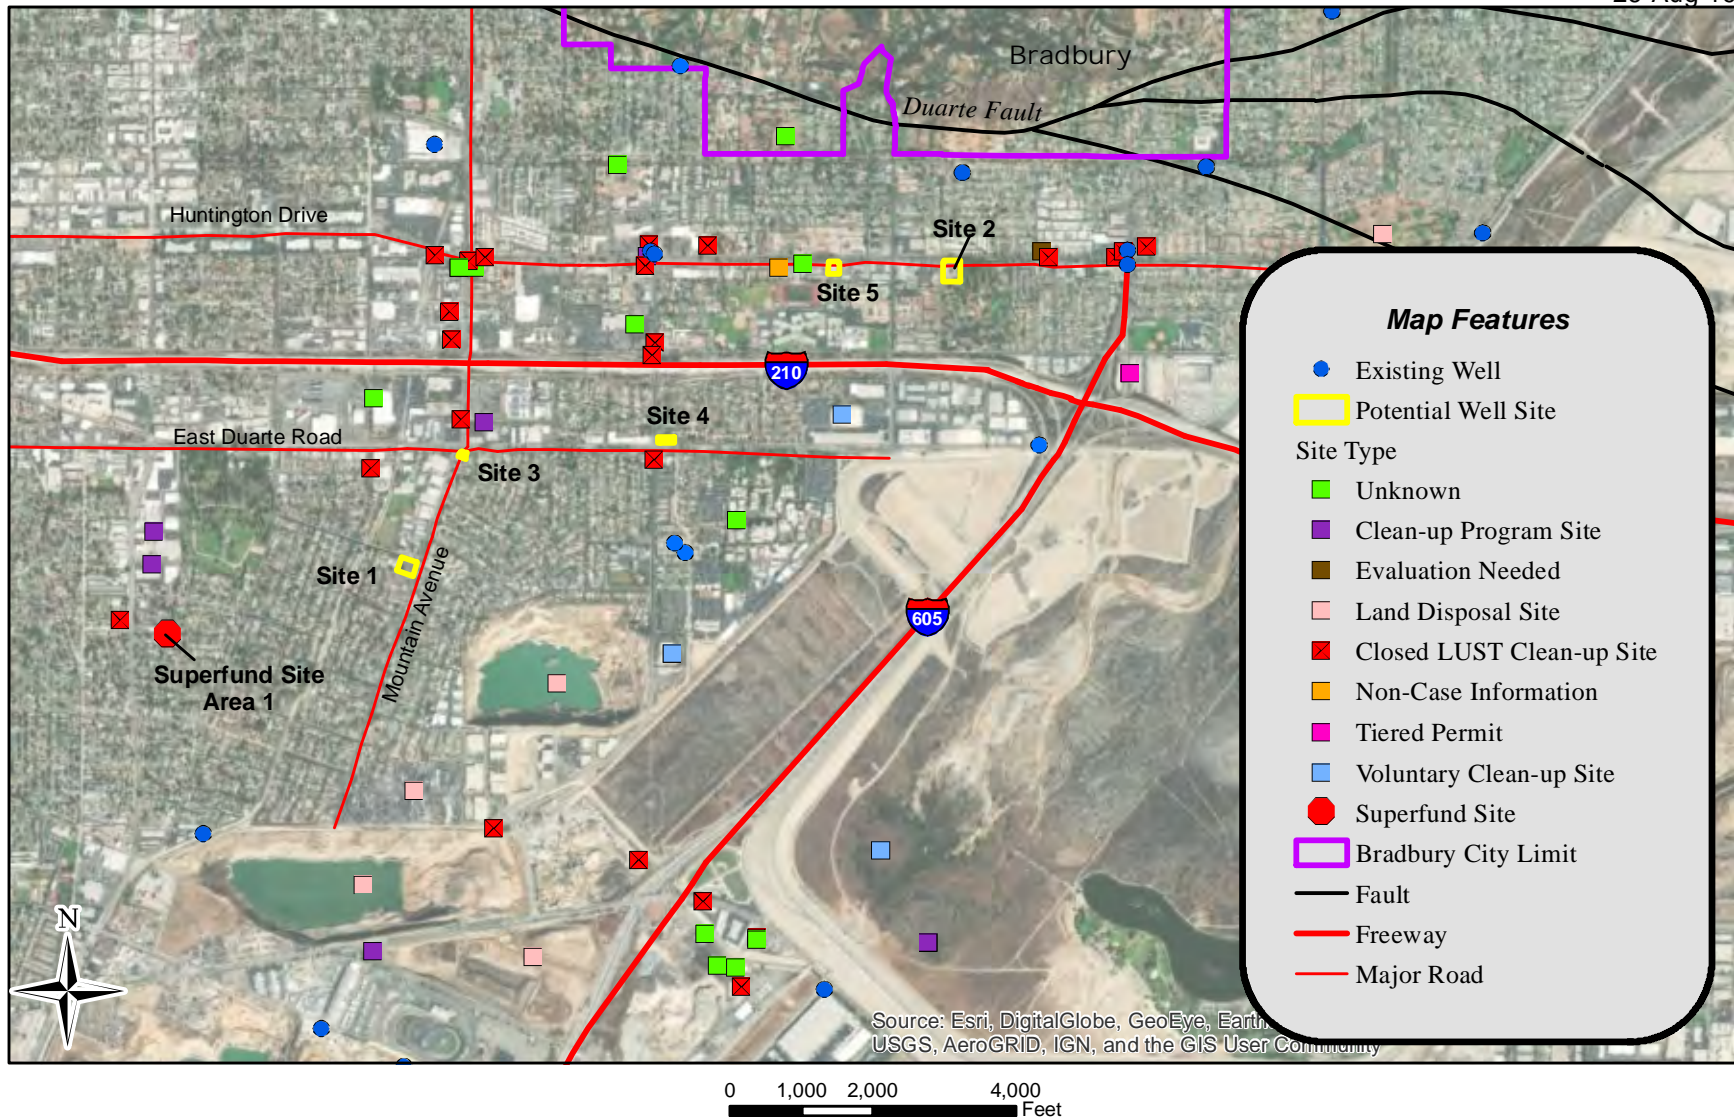 Bradbury
Duarte Fault
Huntington Drive
Site 2
Site 5
210
Site 4
East Duarte Road
Site 3
Site 1
Mountain Avenue
605
Superfund Site
Area 1
Map Features
Existing Well
Potential Well Site
Site Type
Unknown
Clean-up Program Site
Evaluation Needed
Land Disposal Site
Closed LUST Clean-up Site
Non-Case Information
Tiered Permit
Voluntary Clean-up Site
Superfund Site
Bradbury City Limit
Fault
Freeway
Major Road
N
Source: Esri, DigitalGlobe, GeoEye,
USGS, AeroGRID, IGN, and the GIS User Community
0 1,000 2,000 4,000
Feet